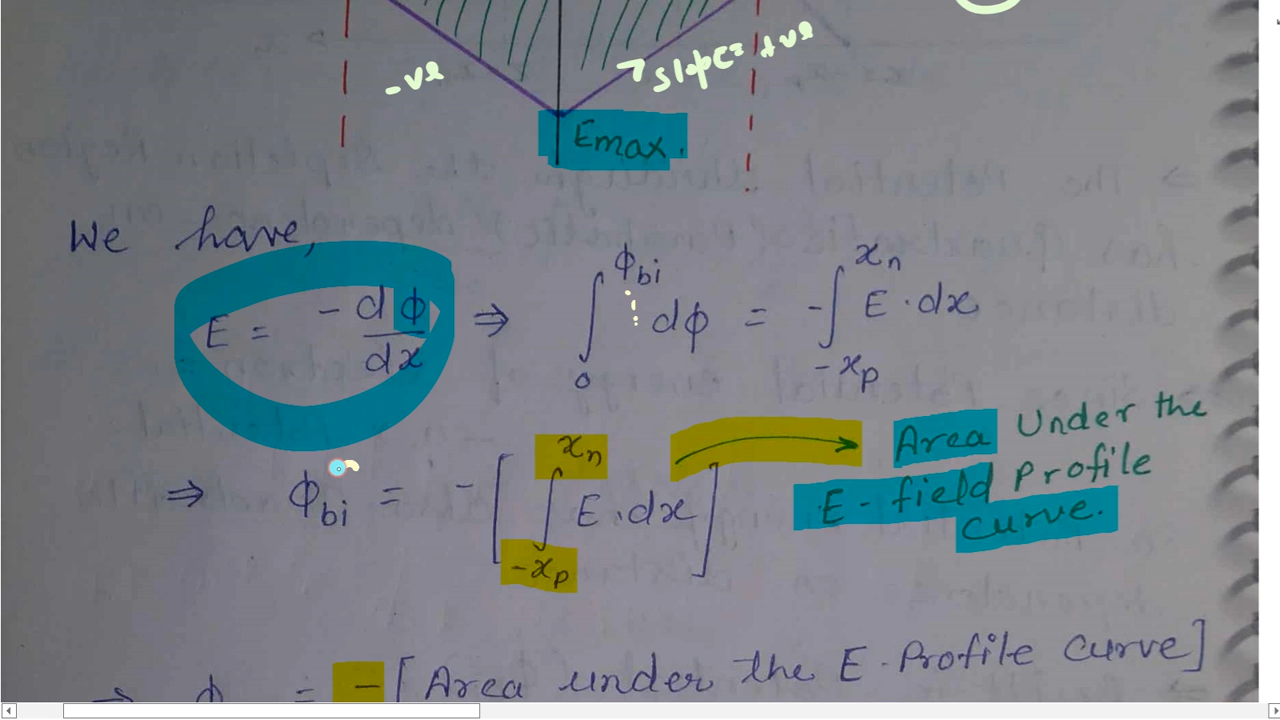 -ve
slope = +ve
Emax.
We have,
E = -dϕ/dx ⇒ ∫₀^ϕbi dϕ = -∫_-xp^xn E.dx
⇒ ϕbi = -[∫_-xp^xn E.dx] → Area Under the
E-field Profile
Curve.
= -[Area under the E-Profile Curve]